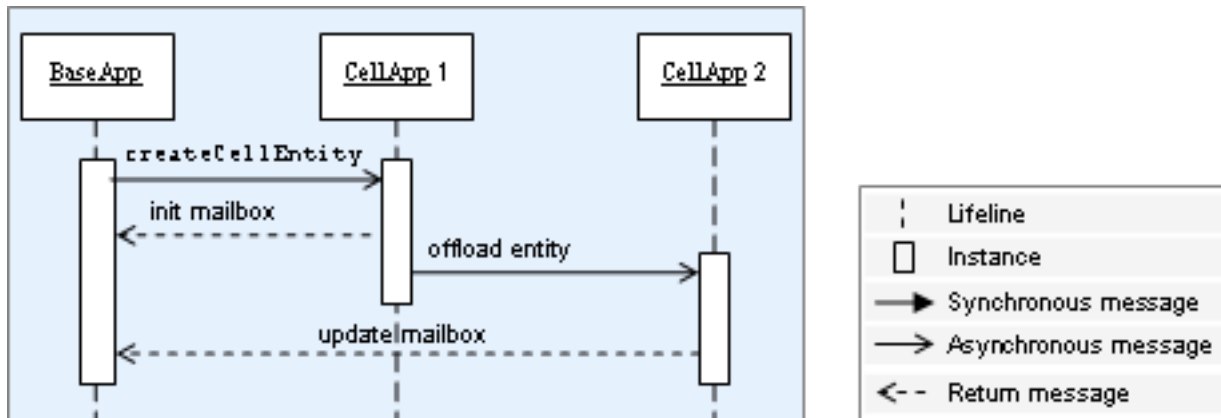 BaseApp
CellApp 1
CellApp 2
createCellEntity
init mailbox
offload entity
update mailbox
Lifeline
Instance
Synchronous message
Asynchronous message
Return message